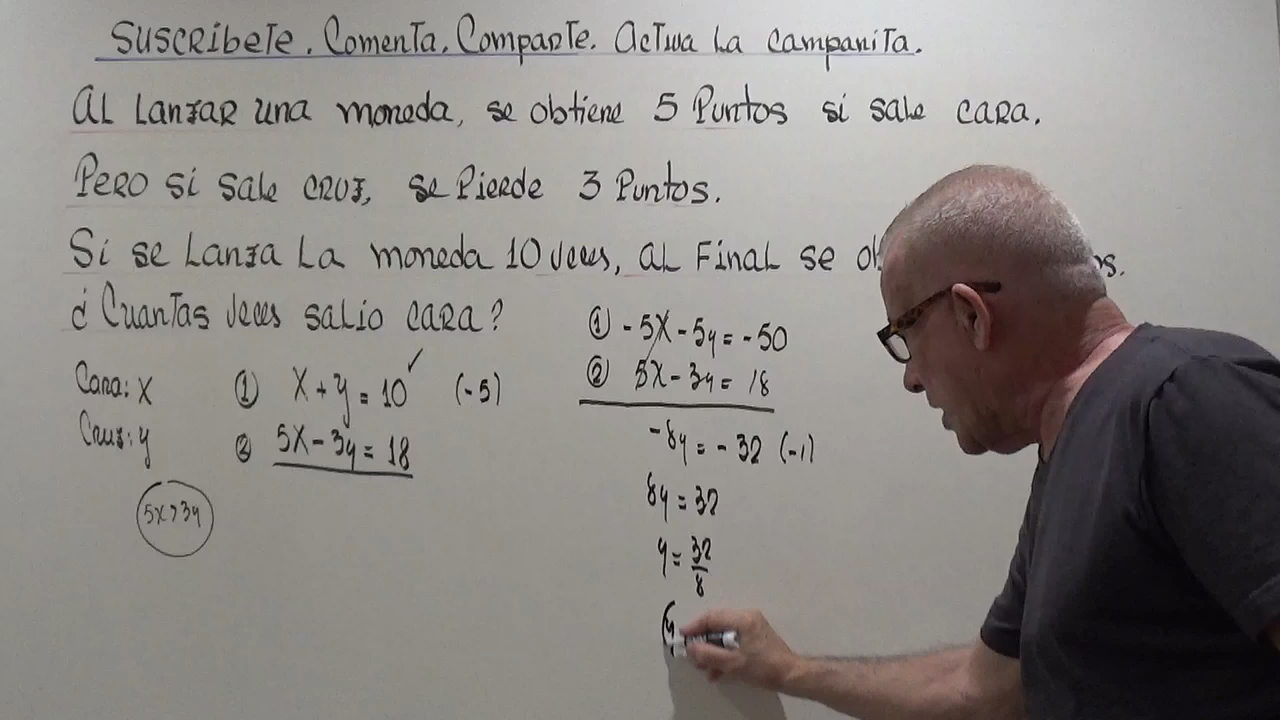 Suscríbete. Comenta. Comparte. Activa la campanita.
Al lanzar una moneda, se obtiene 5 Puntos si sale cara.
Pero si sale cruz, se Pierde 3 Puntos.
Si se lanza la moneda 10 veces, al Final se
¿Cuantas veces salio cara?
Cara: X
Cruz: y
5X>3y
① X + y = 10 ✓ (-5)
② 5X - 3y = 18
① -5X - 5y = -50
② 5X - 3y = 18
-8y = -32 (-1)
8y = 32
y = 32/8